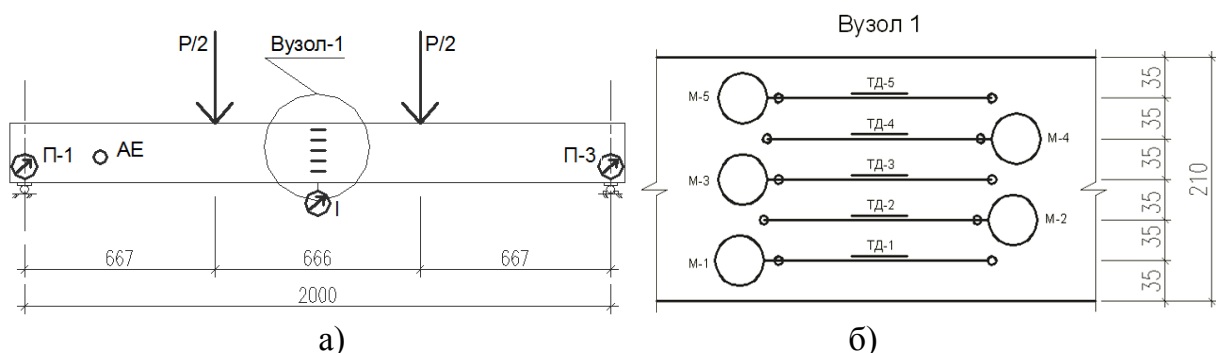 P/2
Вузол-1
P/2
П-1
AE
П-3
I
667
666
667
2000
а)
Вузол 1
М-5
ТД-5
ТД-4
М-4
М-3
ТД-3
ТД-2
М-2
М-1
ТД-1
35
35
35
35
35
35
210
б)